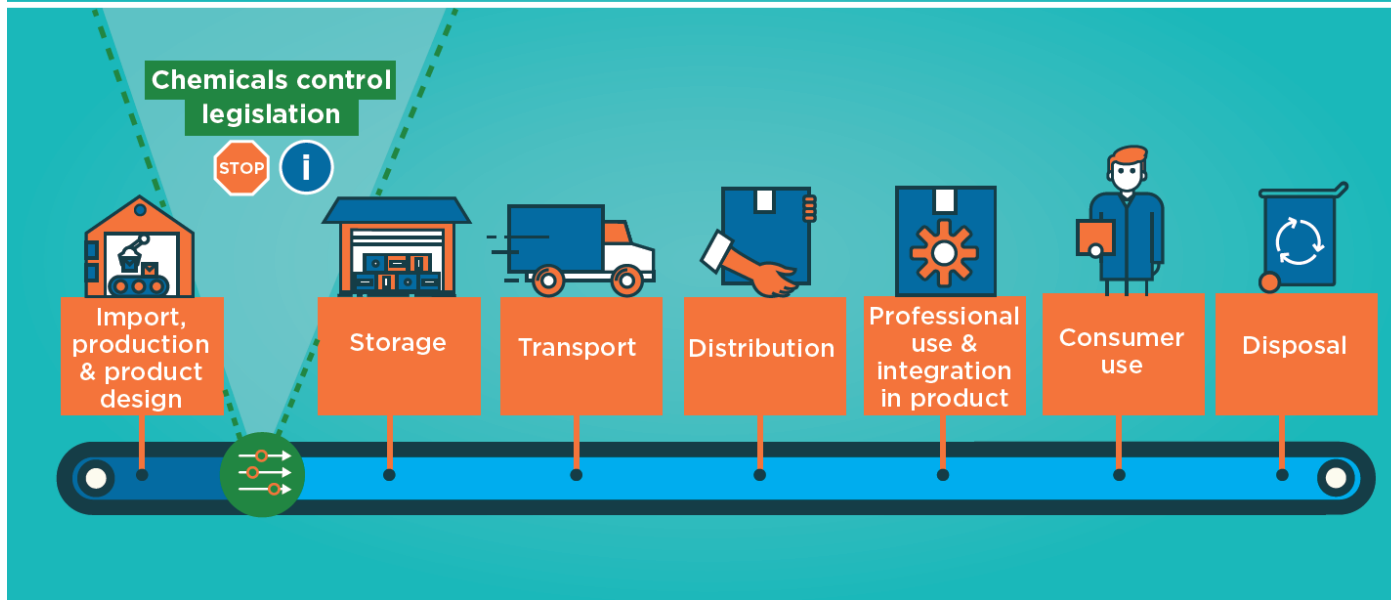 Chemicals control
legislation
STOP
i
Import,
production
& product
design
Storage
Transport
Distribution
Professional
use &
integration
in product
Consumer
use
Disposal